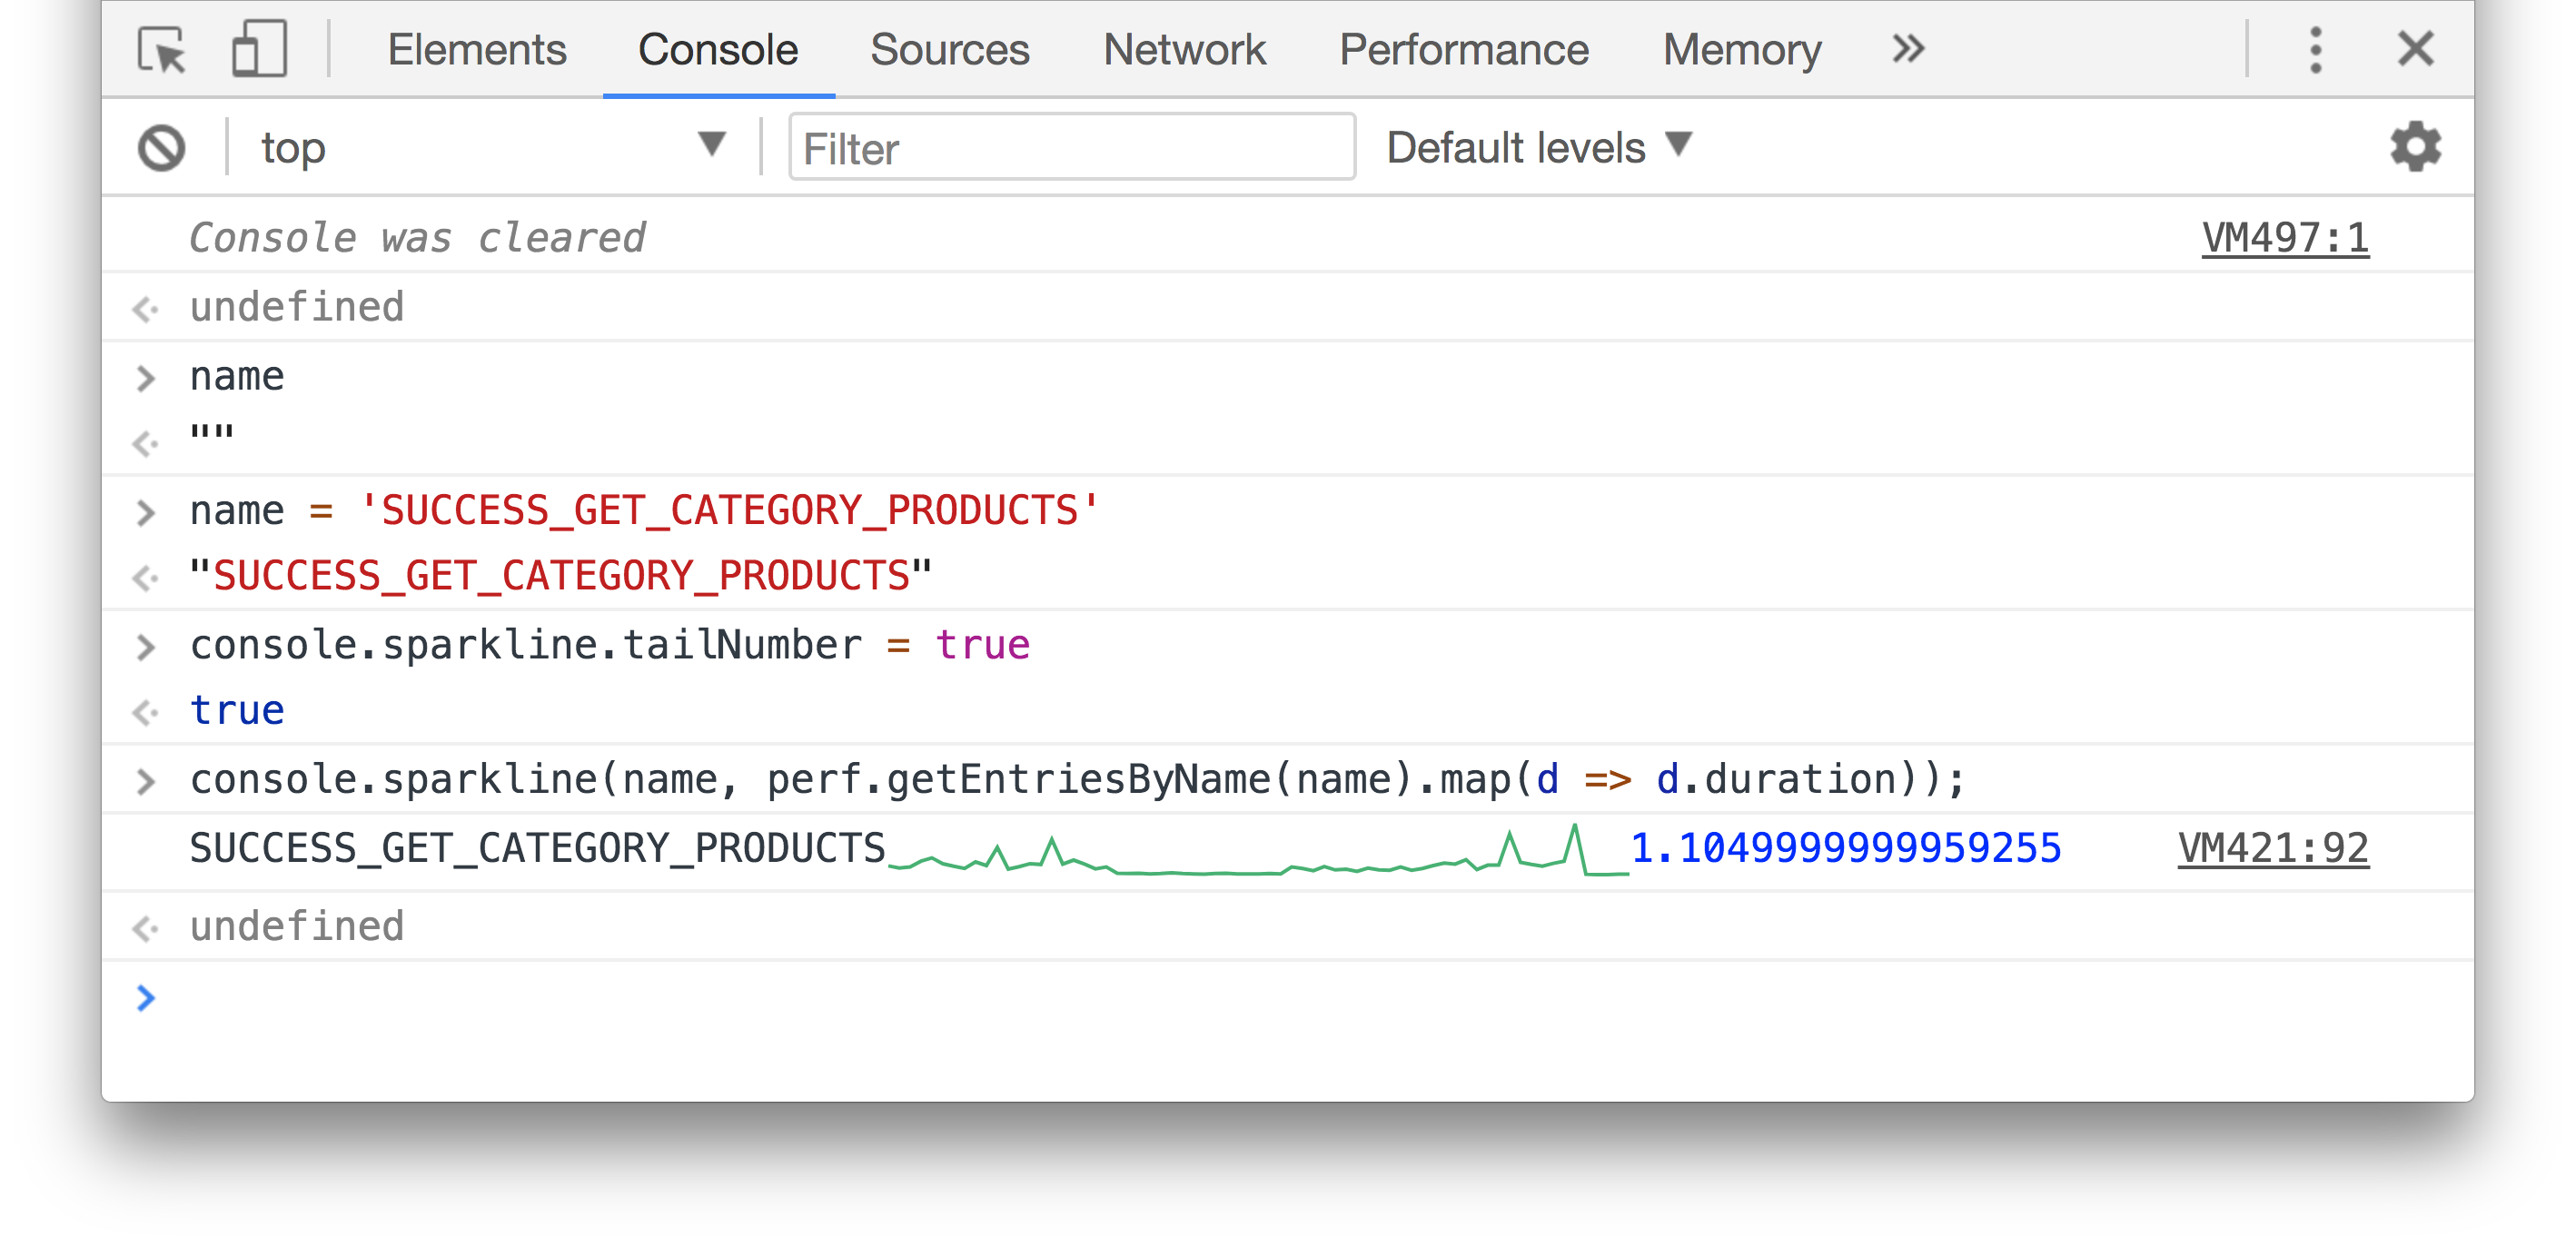 Elements Console Sources Network Performance Memory
top Filter Default levels
Console was cleared VM497:1
undefined
name
""
name = 'SUCCESS_GET_CATEGORY_PRODUCTS'
"SUCCESS_GET_CATEGORY_PRODUCTS"
console.sparkline.tailNumber = true
true
console.sparkline(name, perf.getEntriesByName(name).map(d => d.duration));
SUCCESS_GET_CATEGORY_PRODUCTS 1.1049999999959255 VM421:92
undefined